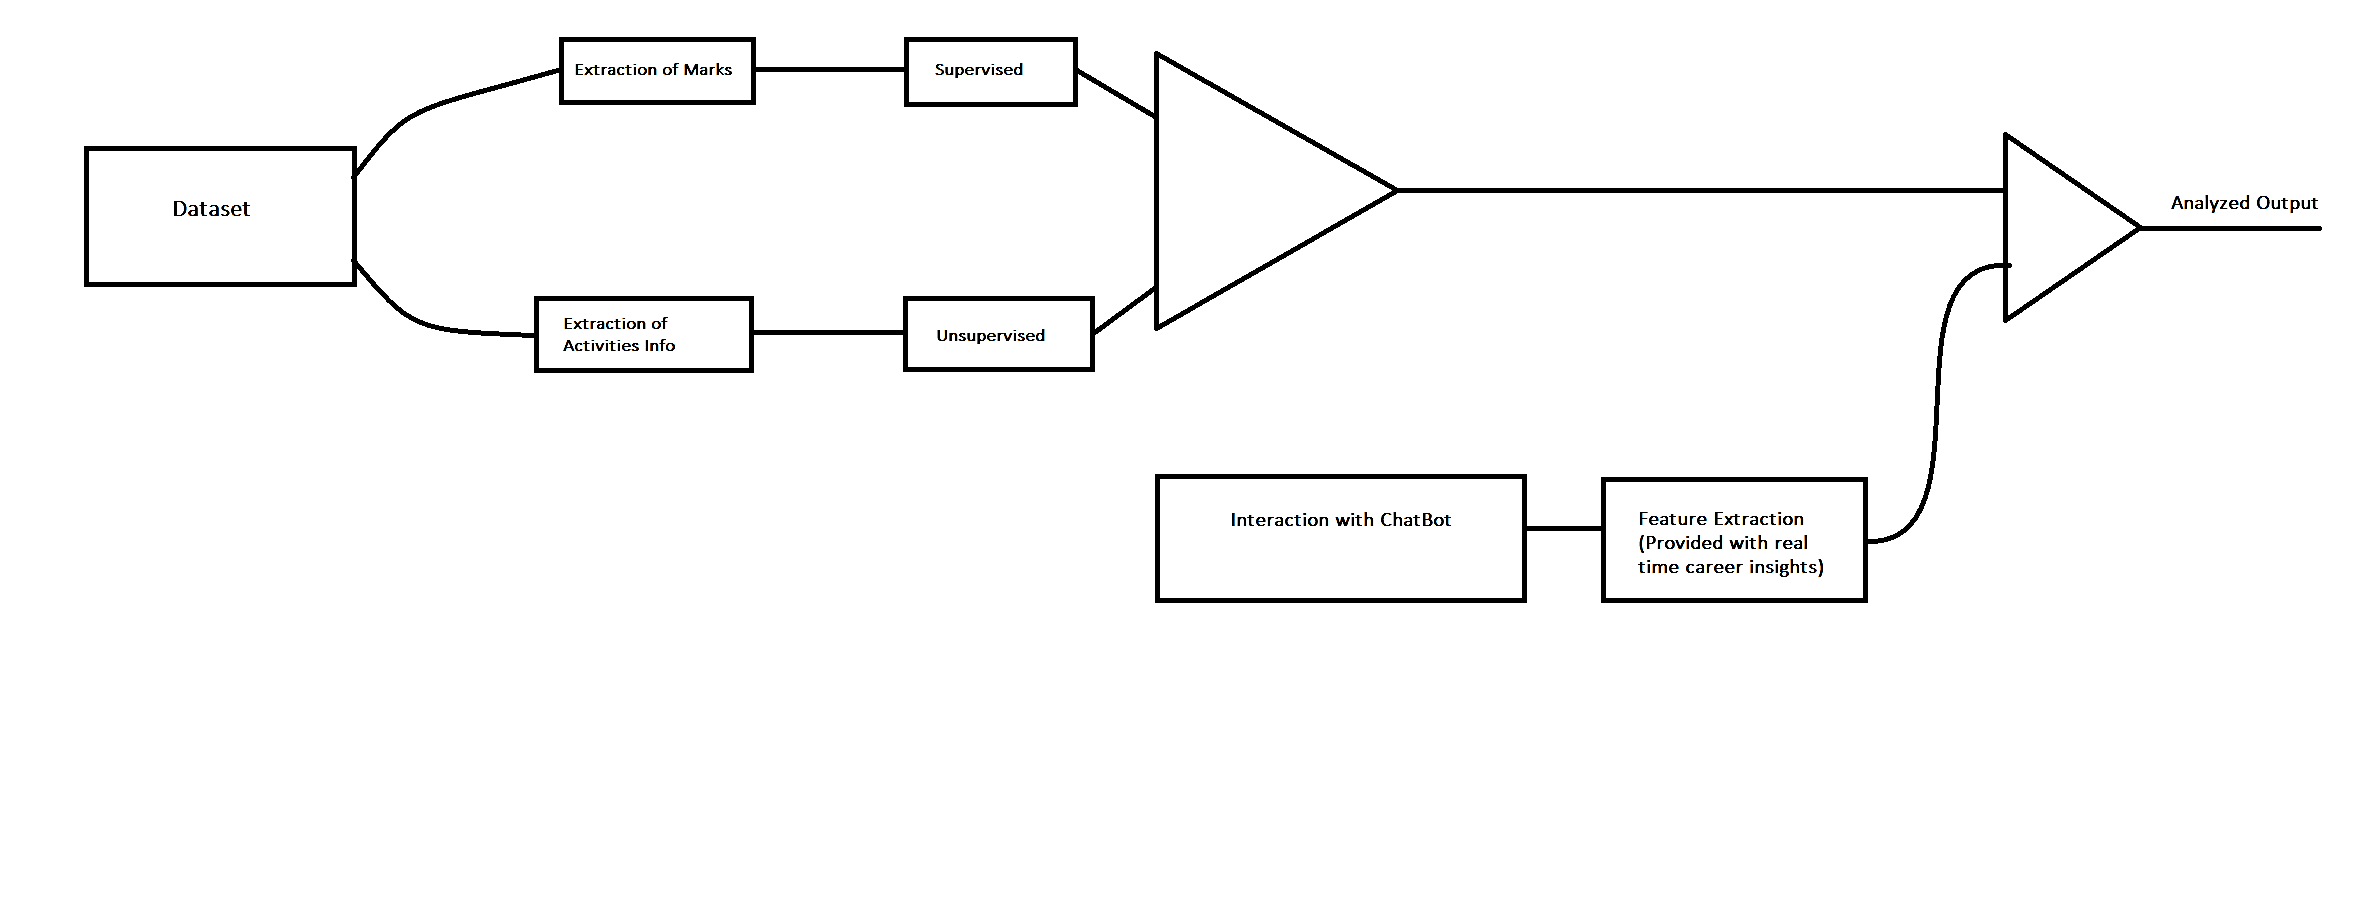 Extraction of Marks
Supervised
Dataset
Analyzed Output
Extraction of
Activities Info
Unsupervised
Interaction with ChatBot
Feature Extraction
(Provided with real
time career insights)